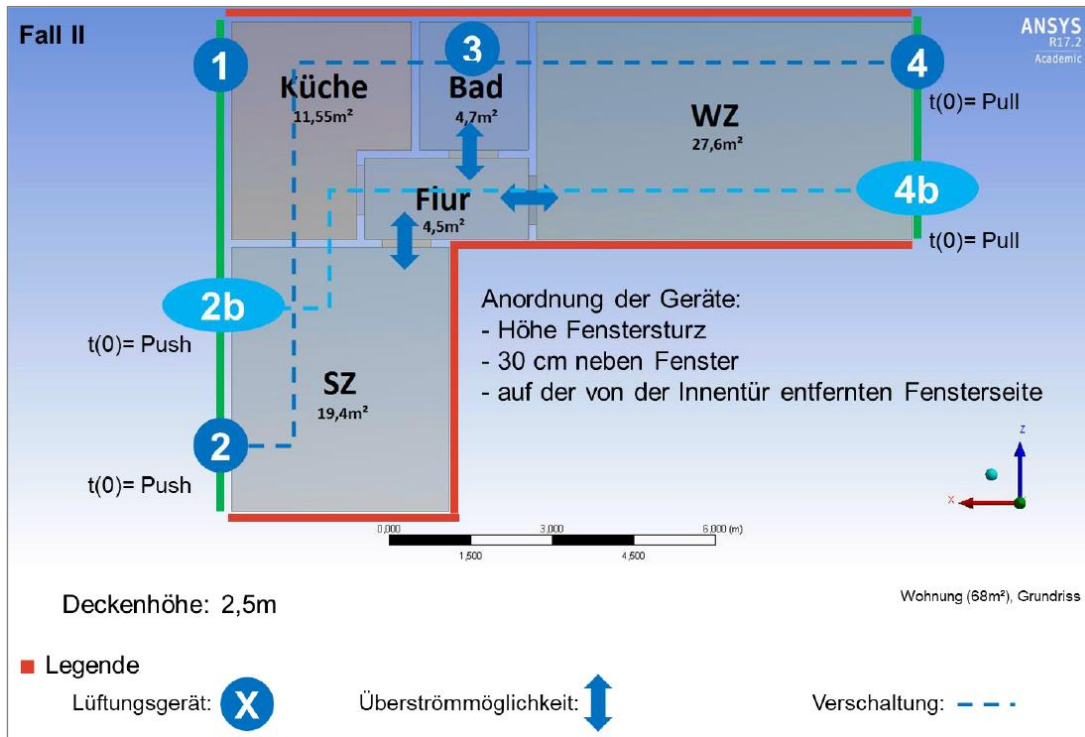 Fall II
ANSYS
R17.2
Academic
1
3
4
Küche
11,55m²
Bad
4,7m²
WZ
27,6m²
t(0)= Pull
Fiur
4,5m²
4b
t(0)= Pull
2b
t(0)= Push
Anordnung der Geräte:
- Höhe Fenstersturz
- 30 cm neben Fenster
- auf der von der Innentür entfernten Fensterseite
SZ
19,4m²
2
t(0)= Push
Z
X
0,000
3,000
6,000 (m)
1,500
4,500
Deckenhöhe: 2,5m
Wohnung (68m²), Grundriss
Legende
Lüftungsgerät: X
Überströmmöglichkeit:
Verschaltung: